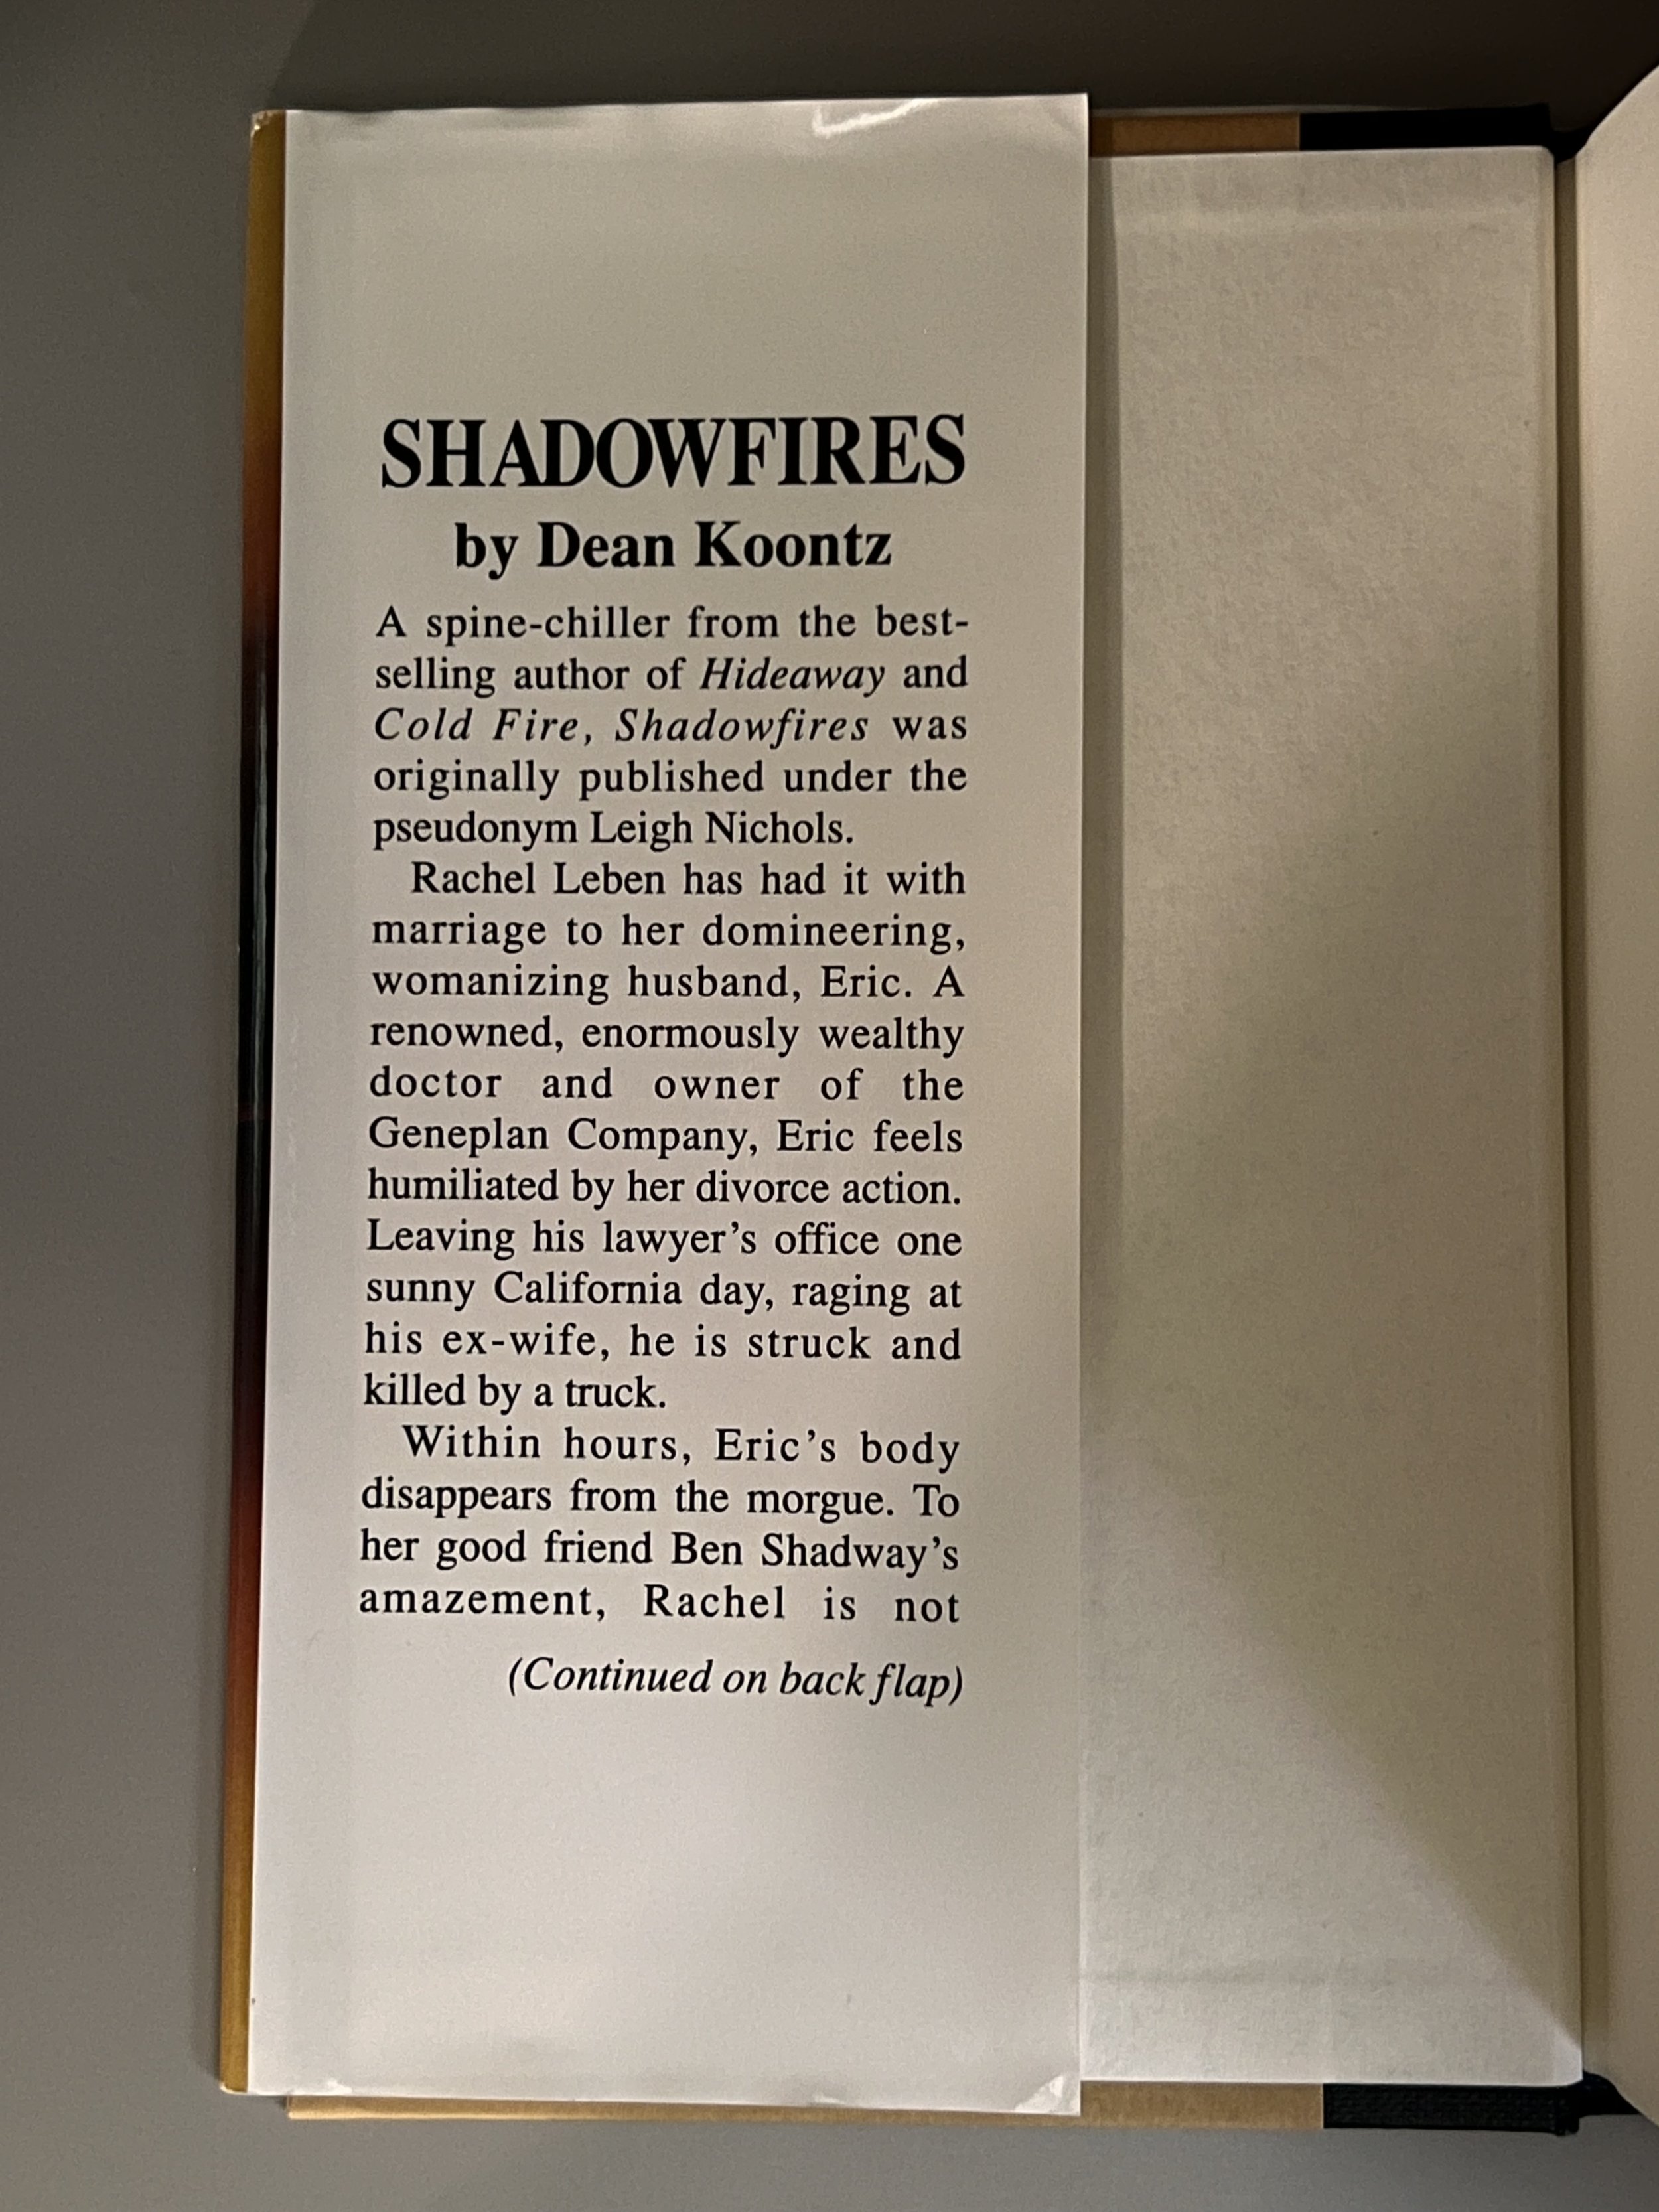 SHADOWFIRES
by Dean Koontz
A spine-chiller from the best-
selling author of Hideaway and
Cold Fire, Shadowfires was
originally published under the
pseudonym Leigh Nichols.
Rachel Leben has had it with
marriage to her domineering,
womanizing husband, Eric. A
renowned, enormously wealthy
doctor and owner of the
Geneplan Company, Eric feels
humiliated by her divorce action.
Leaving his lawyer’s office one
sunny California day, raging at
his ex-wife, he is struck and
killed by a truck.
Within hours, Eric’s body
disappears from the morgue. To
her good friend Ben Shadway’s
amazement, Rachel is not
(Continued on back flap)